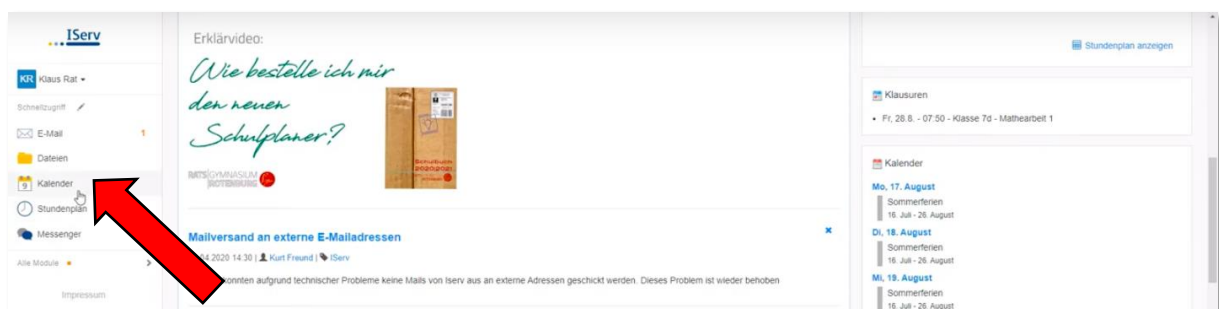 IServ
KR Klaus Rat
Schnellzugriff
E-Mail 1
Dateien
9 Kalender
Stundenplan
Messenger
Alle Module
Impressum
Erklärvideo:
Wie bestelle ich mir
den neuen
Schulplaner?
RATSGYMNASIUM
ROTENBURG
Schulbuch
2020/2021
Mailversand an externe E-Mailadressen
.04.2020 14:30 | Kurt Freund | IServ
konnten aufgrund technischer Probleme keine Mails von Iserv aus an externe Adressen geschickt werden. Dieses Problem ist wieder behoben
Stundenplan anzeigen
Klausuren
Fr, 28.8. - 07:50 - Klasse 7d - Mathearbeit 1
Kalender
Mo, 17. August
Sommerferien
16. Juli - 26. August
Di, 18. August
Sommerferien
16. Juli - 26. August
Mi, 19. August
Sommerferien
16. Juli - 26. August